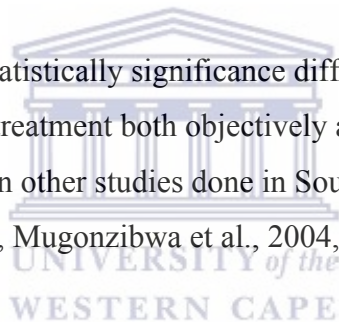 atistically significance diff
treatment both objectively a
n other studies done in Sou
, Mugonzibwa et al., 2004,
UNIVERSITY of the
WESTERN CAPE